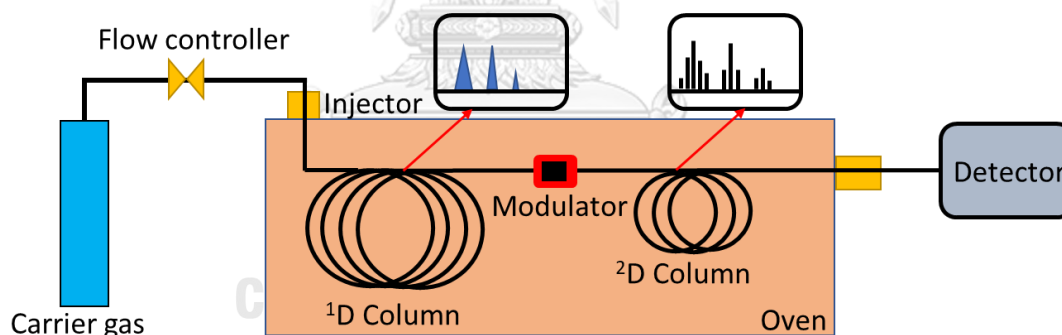 Flow controller
Injector
Modulator
Detector
²D Column
¹D Column
Oven
Carrier gas